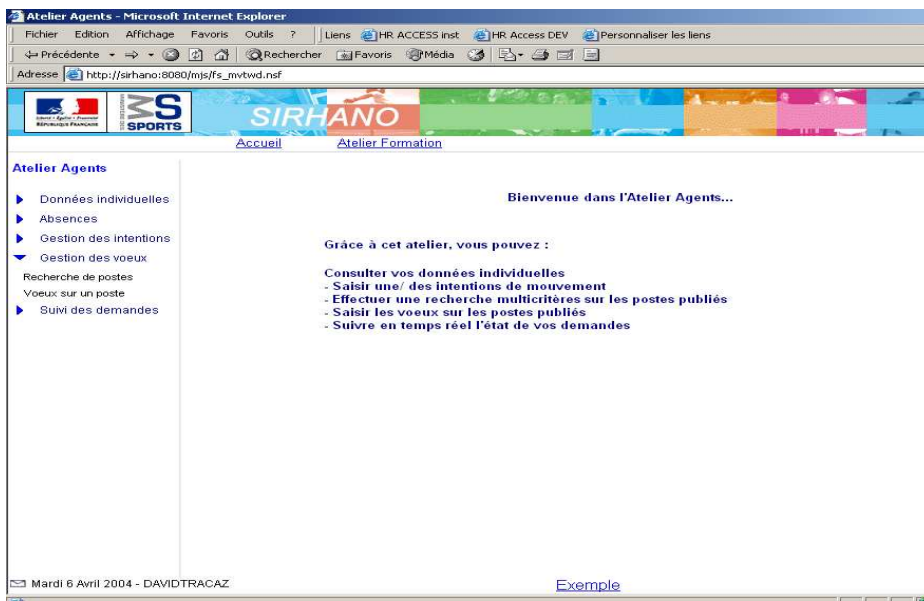 Atelier Agents - Microsoft Internet Explorer
Fichier Edition Affichage Favoris Outils ? Liens HR ACCESS inst HR Access DEV Personnaliser les liens
Précédente Rechercher Favoris Média
Adresse http://sirhano:8080/mjs/fs_mvtwd.nsf
Liberté • Égalité • Fraternité
RÉPUBLIQUE FRANÇAISE
SPORTS
SIRHANO
Accueil Atelier Formation
Atelier Agents
Données individuelles
Absences
Gestion des intentions
Gestion des voeux
Recherche de postes
Voeux sur un poste
Suivi des demandes
Bienvenue dans l'Atelier Agents...
Grâce à cet atelier, vous pouvez :
Consulter vos données individuelles
- Saisir une/ des intentions de mouvement
- Effectuer une recherche multicritères sur les postes publiés
- Saisir les voeux sur les postes publiés
- Suivre en temps réel l'état de vos demandes
Mardi 6 Avril 2004 - DAVIDTRACAZ
Exemple